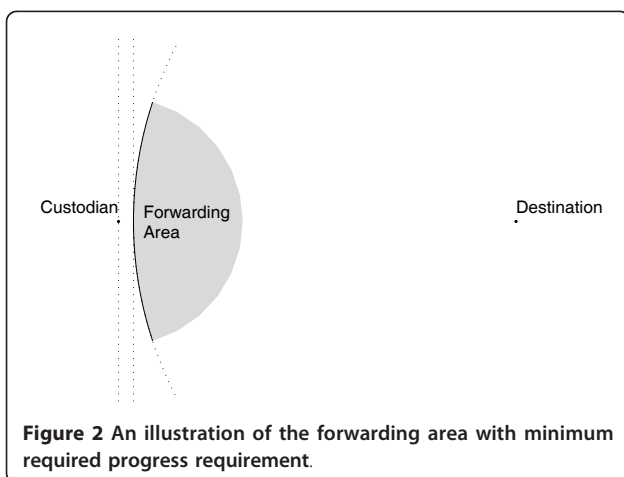 Custodian
Forwarding
Area
Destination
Figure 2 An illustration of the forwarding area with minimum
required progress requirement.